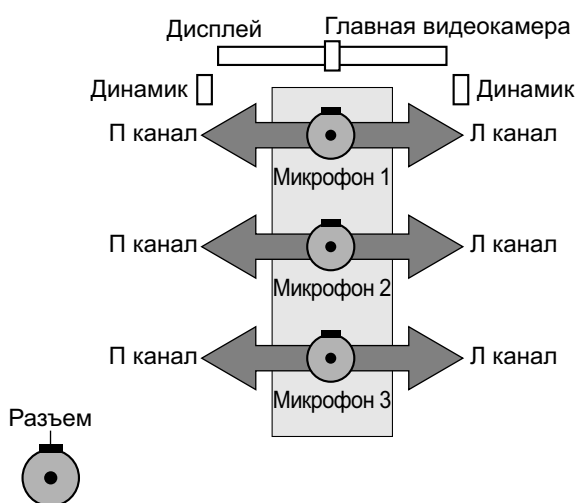 Дисплей Главная видеокамера
Динамик Динамик
П канал Л канал
Микрофон 1
П канал Л канал
Микрофон 2
П канал Л канал
Микрофон 3
Разъем